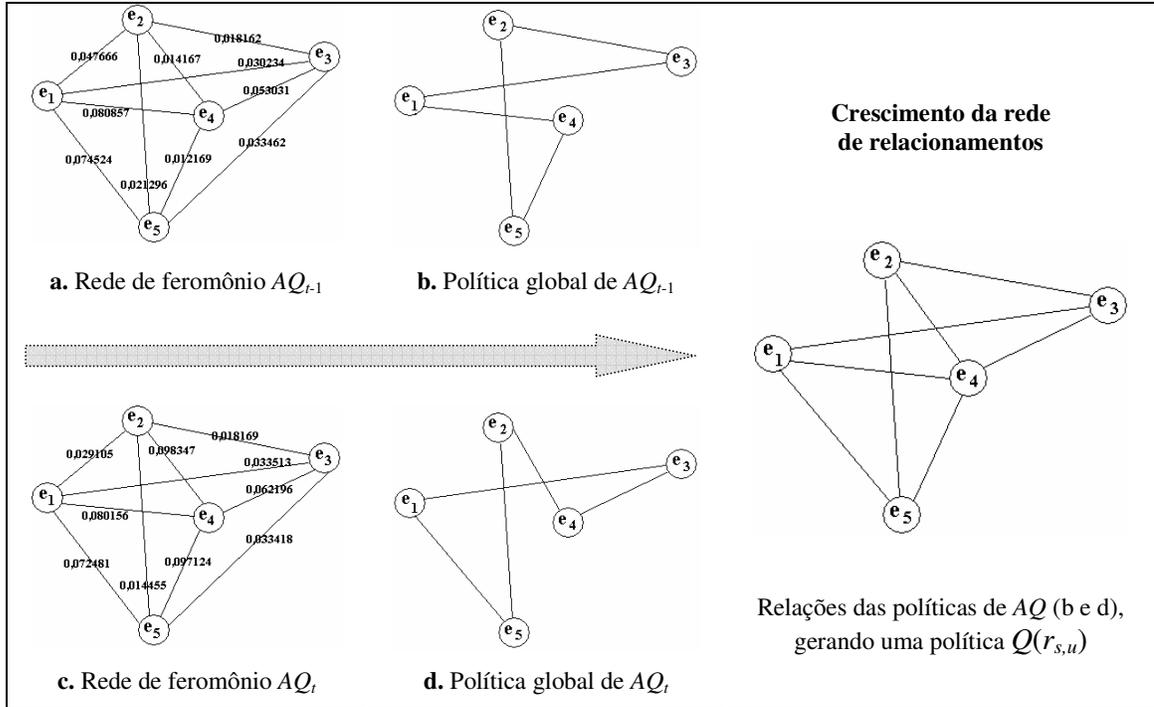 e2
0,018162
e3
0,047666
0,014167
0,030234
0,053031
e1
0,080857
e4
0,033462
0,074524
0,012169
0,021296
e5
a. Rede de feromônio AQt-1
e2
e3
e1
e4
e5
b. Política global de AQt-1
Crescimento da rede
de relacionamentos
e2
e3
e1
e4
e5
Relações das políticas de AQ (b e d),
gerando uma política Q(rs,u)
e2
0,018169
e3
0,029105
0,098347
0,033513
0,062196
e1
0,080156
e4
0,033418
0,072481
0,097124
0,014455
e5
c. Rede de feromônio AQt
e2
e3
e1
e4
e5
d. Política global de AQt